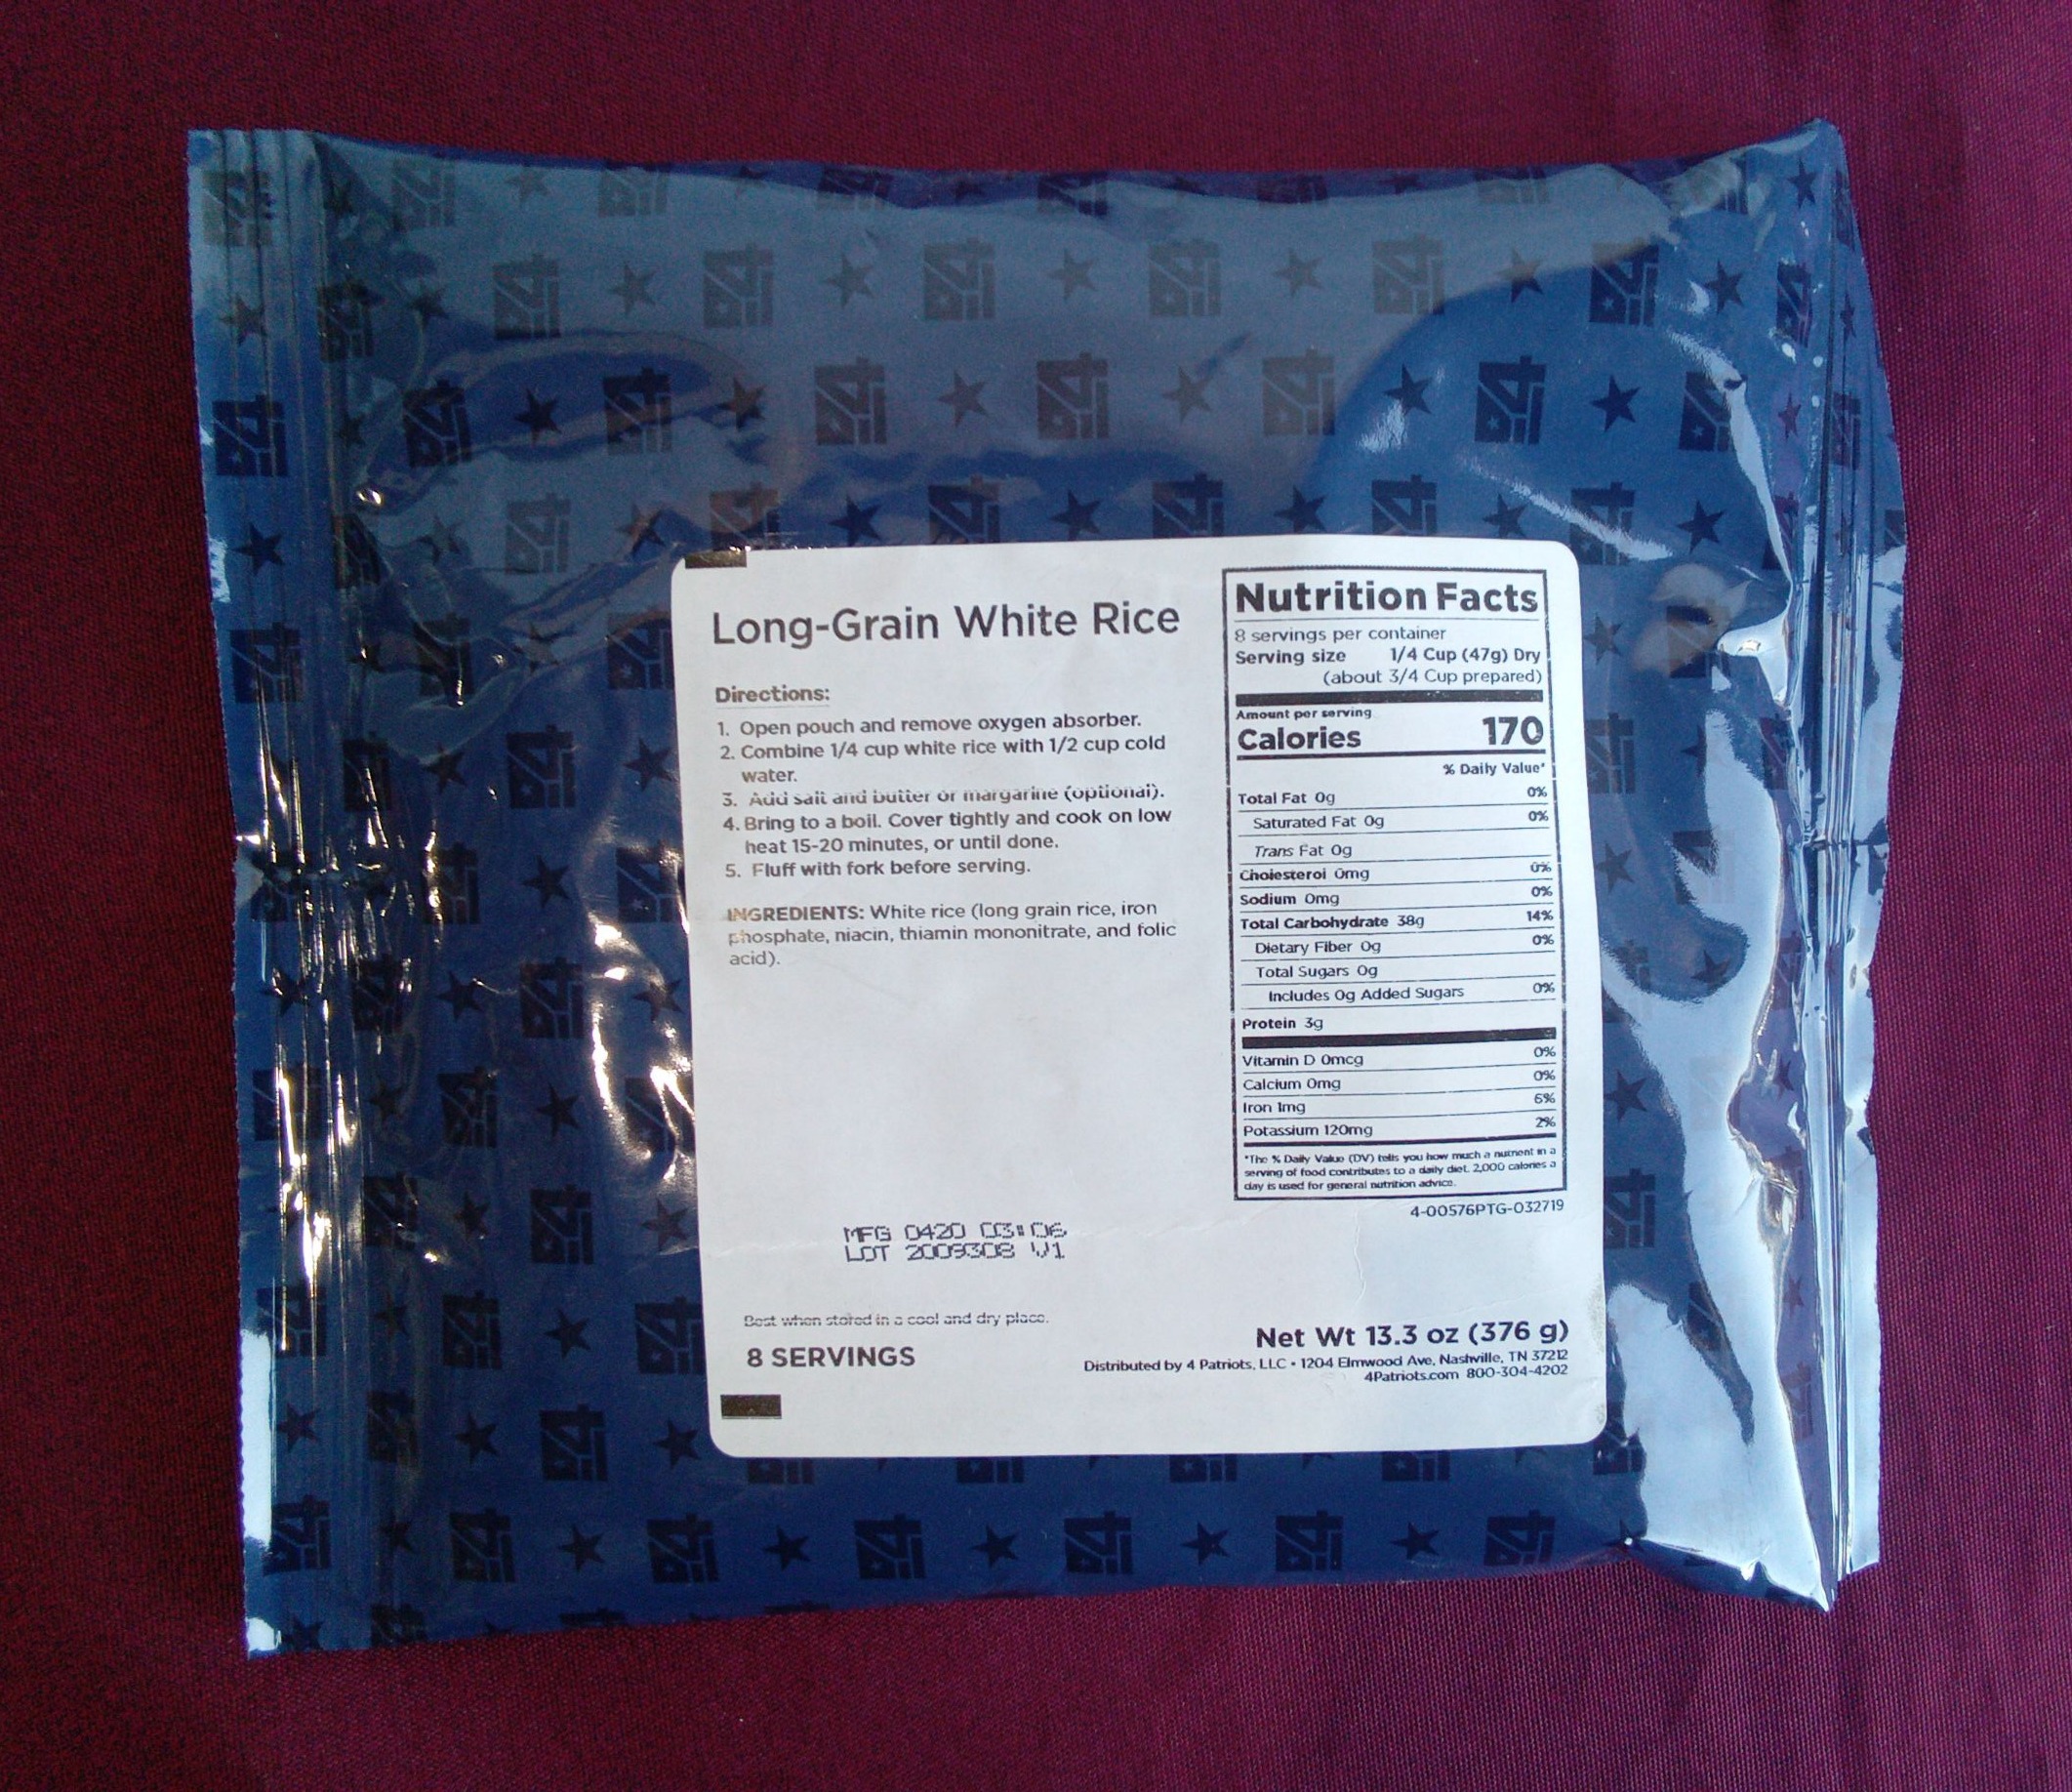 Long-Grain White Rice
Directions:
1. Open pouch and remove oxygen absorber.
2. Combine 1/4 cup white rice with 1/2 cup cold
water.
3. Add salt and butter or margarine (optional).
4. Bring to a boil. Cover tightly and cook on low
heat 15-20 minutes, or until done.
5. Fluff with fork before serving.
INGREDIENTS: White rice (long grain rice, iron
phosphate, niacin, thiamin mononitrate, and folic
acid).
MFG 0420 03:06
LOT 2009308 V1
Best when stored in a cool and dry place.
8 SERVINGS
Nutrition Facts
8 servings per container
Serving size 1/4 Cup (47g) Dry
(about 3/4 Cup prepared)
Amount per serving
Calories 170
% Daily Value*
Total Fat 0g 0%
Saturated Fat 0g 0%
Trans Fat 0g
Cholesterol 0mg 0%
Sodium 0mg 0%
Total Carbohydrate 38g 14%
Dietary Fiber 0g 0%
Total Sugars 0g
Includes 0g Added Sugars 0%
Protein 3g
Vitamin D 0mcg 0%
Calcium 0mg 0%
Iron 1mg 6%
Potassium 120mg 2%
*The % Daily Value (DV) tells you how much a nutrient in a
serving of food contributes to a daily diet. 2,000 calories a
day is used for general nutrition advice.
4-00576PTG-032719
Net Wt 13.3 oz (376 g)
Distributed by 4 Patriots, LLC • 1204 Elmwood Ave, Nashville, TN 37212
4Patriots.com 800-304-4202